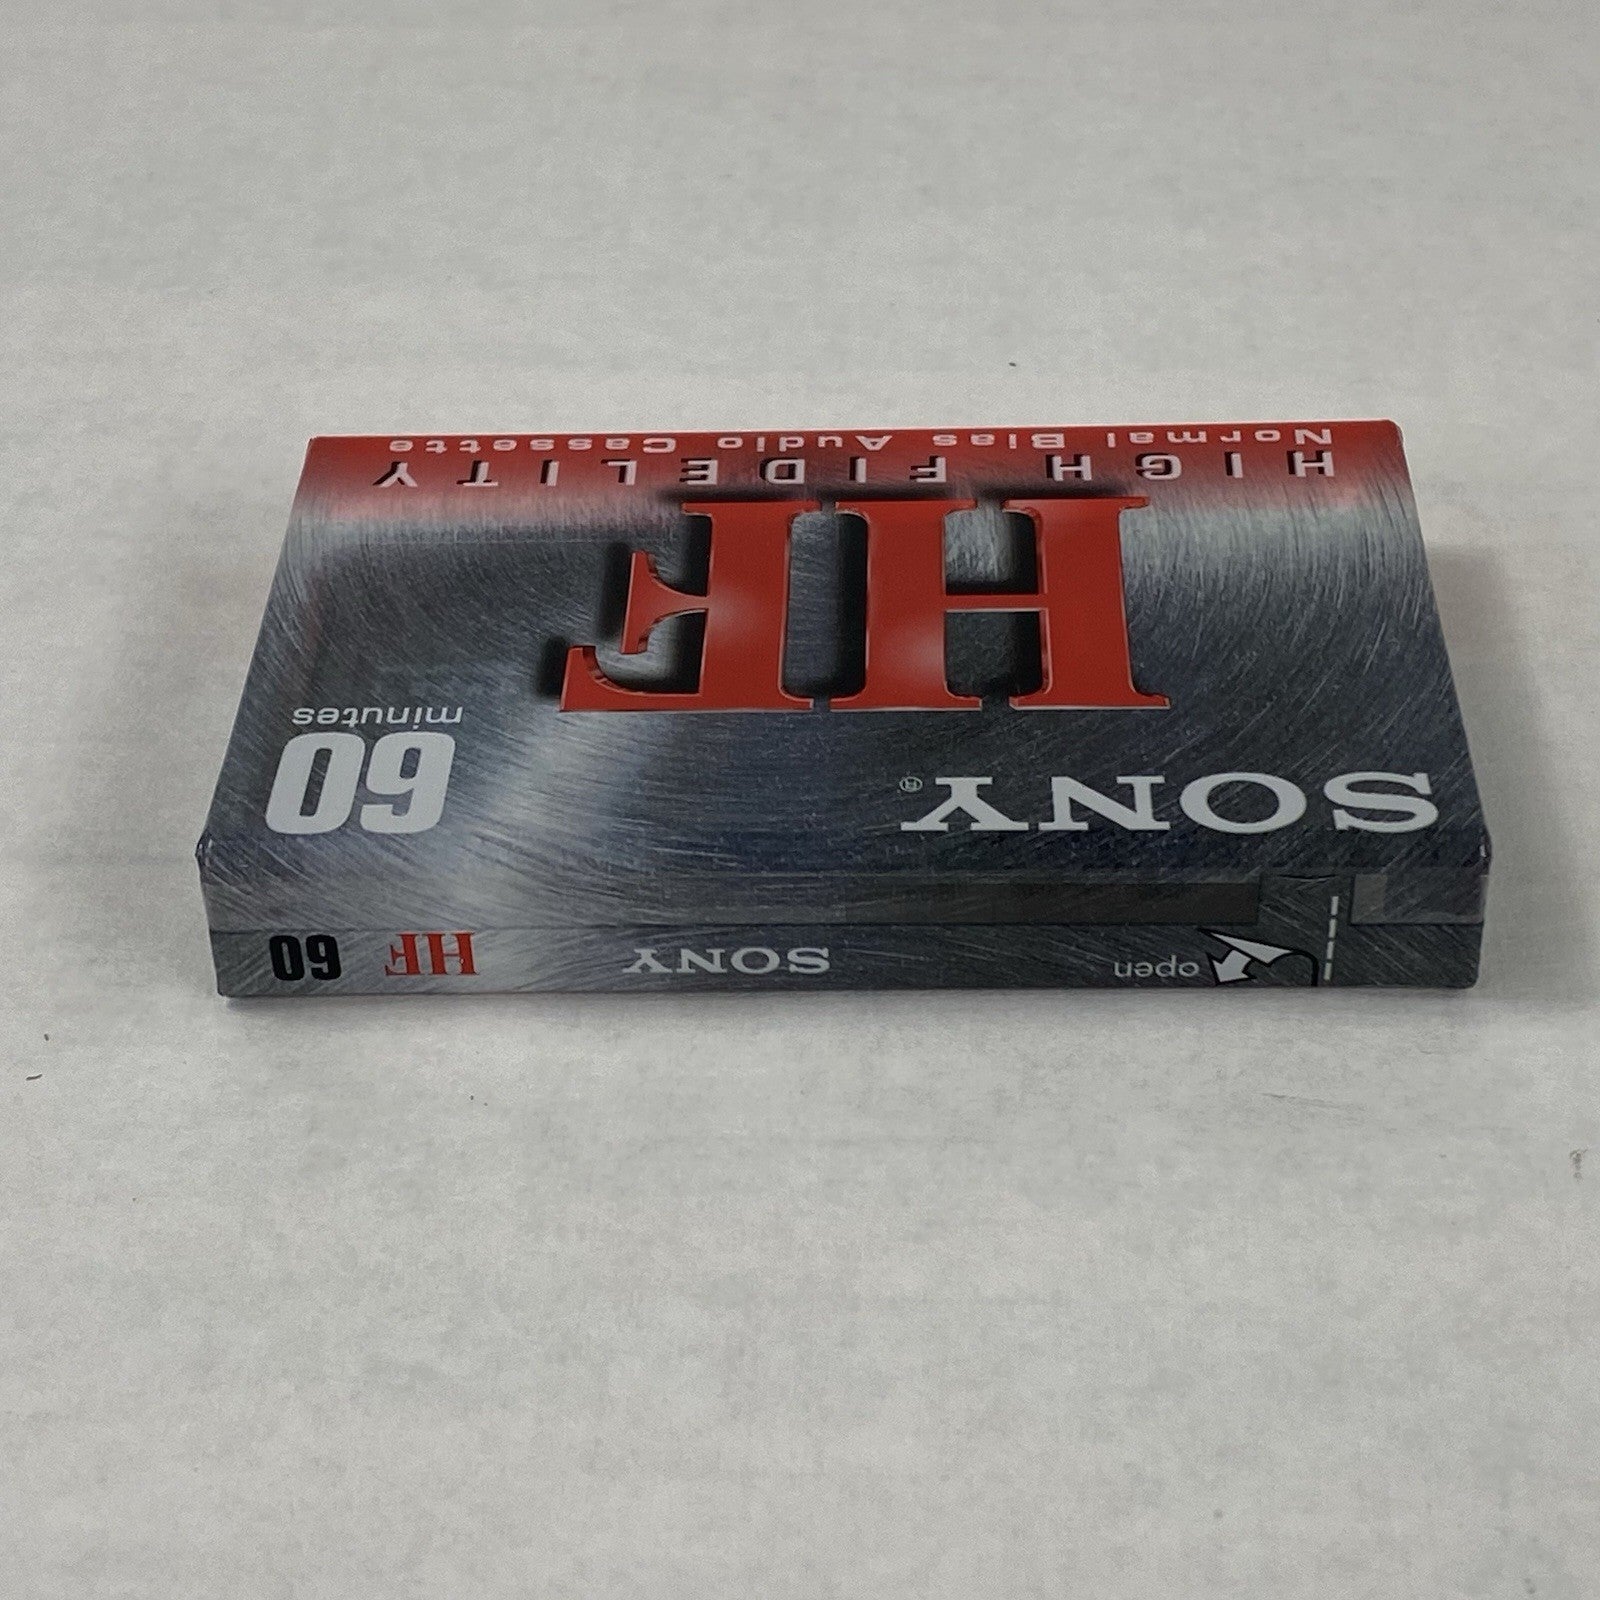 SONY®
60
minutes
HF
HIGH FIDELITY
Normal Bias Audio Cassette
open
SONY
HF
60